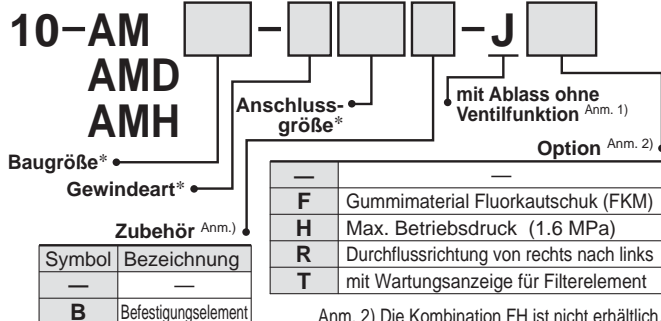 10-AM - - J
AMD
AMH
Anschluss-
größe*
mit Ablass ohne
Ventilfunktion Anm. 1)
Option Anm. 2)
Baugröße*
Gewindeart*
Zubehör Anm.)
Symbol Bezeichnung
— —
B Befestigungselement
— —
F Gummimaterial Fluorkautschuk (FKM)
H Max. Betriebsdruck (1.6 MPa)
R Durchflussrichtung von rechts nach links
T mit Wartungsanzeige für Filterelement
Anm. 2) Die Kombination FH ist nicht erhältlich